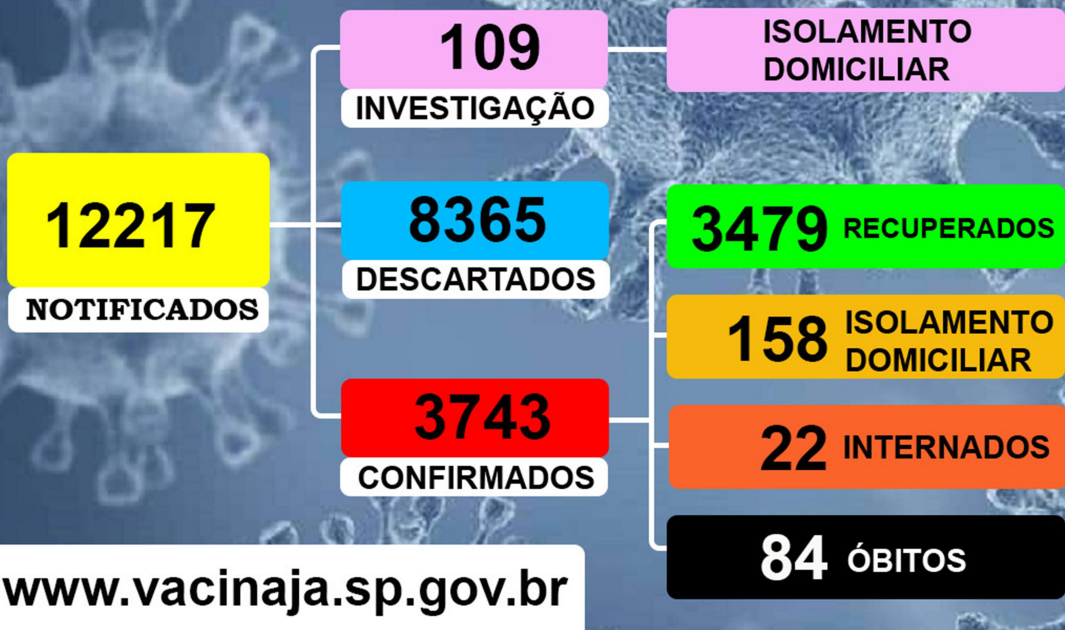 109
INVESTIGAÇÃO
ISOLAMENTO
DOMICILIAR
12217
NOTIFICADOS
8365
DESCARTADOS
3743
CONFIRMADOS
3479 RECUPERADOS
158 ISOLAMENTO
DOMICILIAR
22 INTERNADOS
84 ÓBITOS
www.vacinaja.sp.gov.br